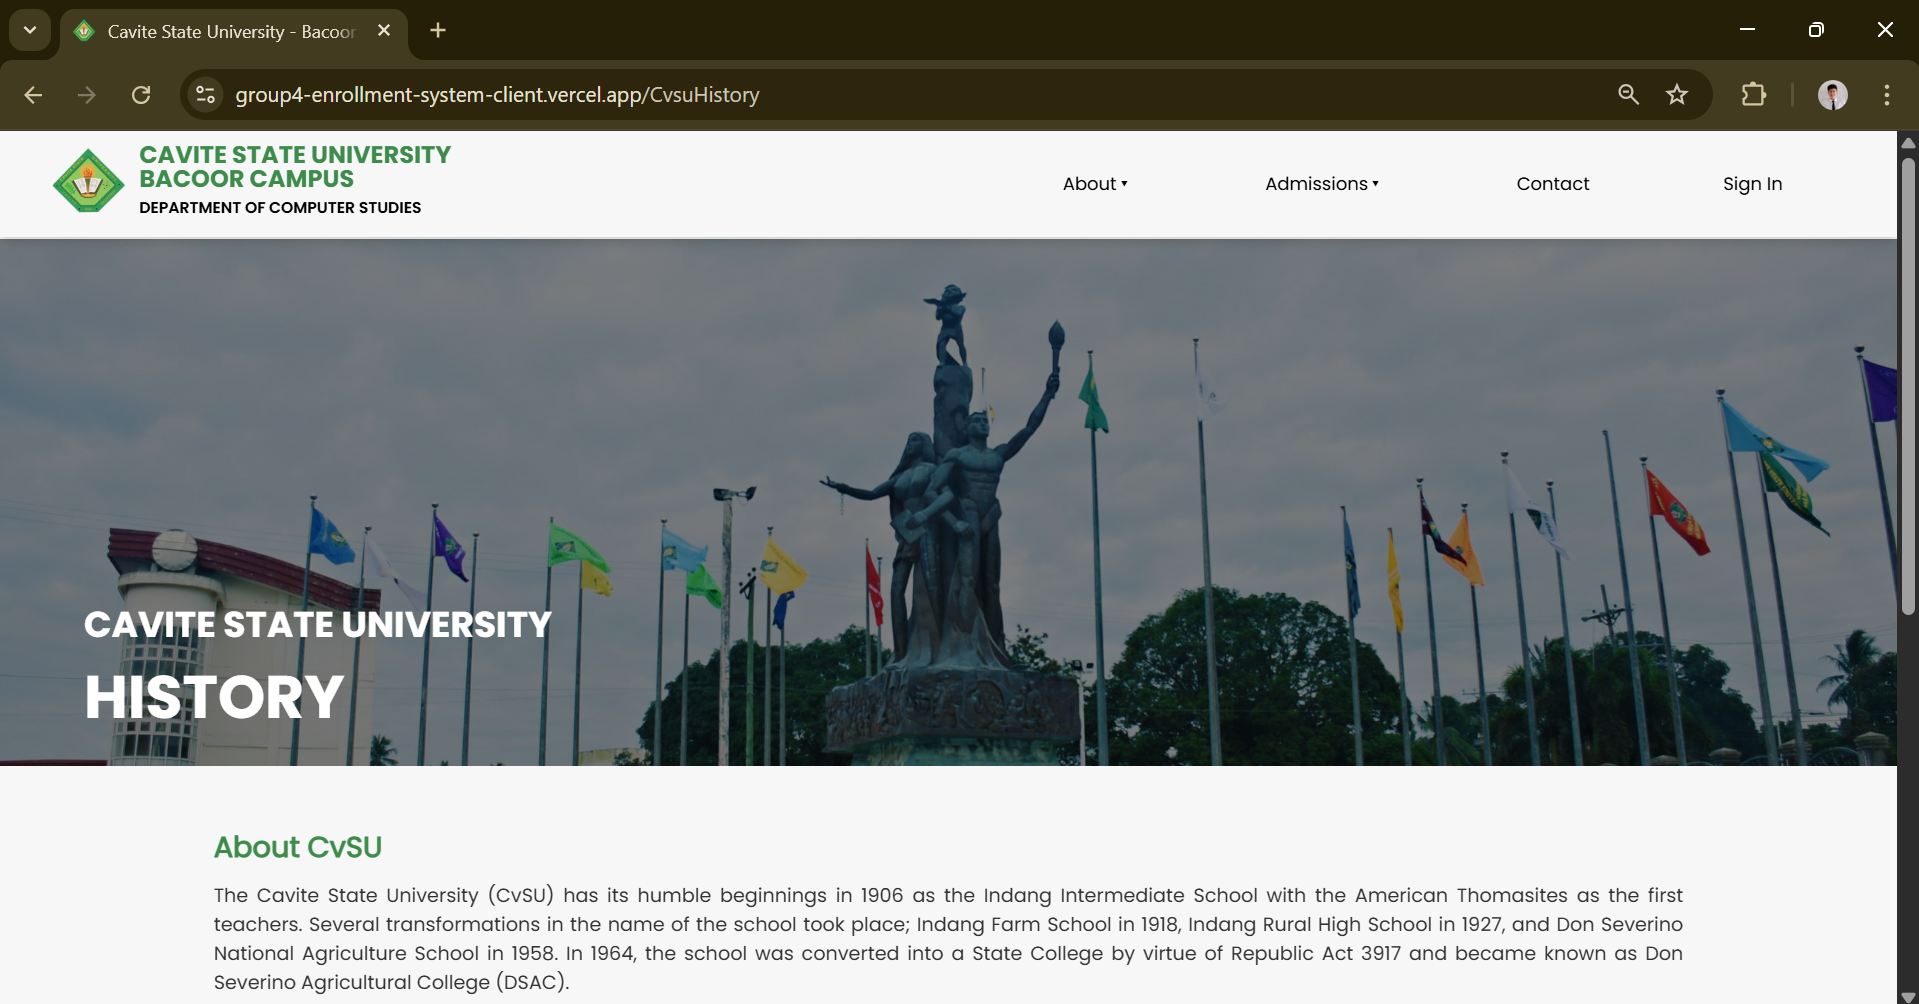 Cavite State University - Bacoor
group4-enrollment-system-client.vercel.app/CvsuHistory
CAVITE STATE UNIVERSITY
BACOOR CAMPUS
DEPARTMENT OF COMPUTER STUDIES
About ▾
Admissions ▾
Contact
Sign In
CAVITE STATE UNIVERSITY
HISTORY
About CvSU
The Cavite State University (CvSU) has its humble beginnings in 1906 as the Indang Intermediate School with the American Thomasites as the first
teachers. Several transformations in the name of the school took place; Indang Farm School in 1918, Indang Rural High School in 1927, and Don Severino
National Agriculture School in 1958. In 1964, the school was converted into a State College by virtue of Republic Act 3917 and became known as Don
Severino Agricultural College (DSAC).